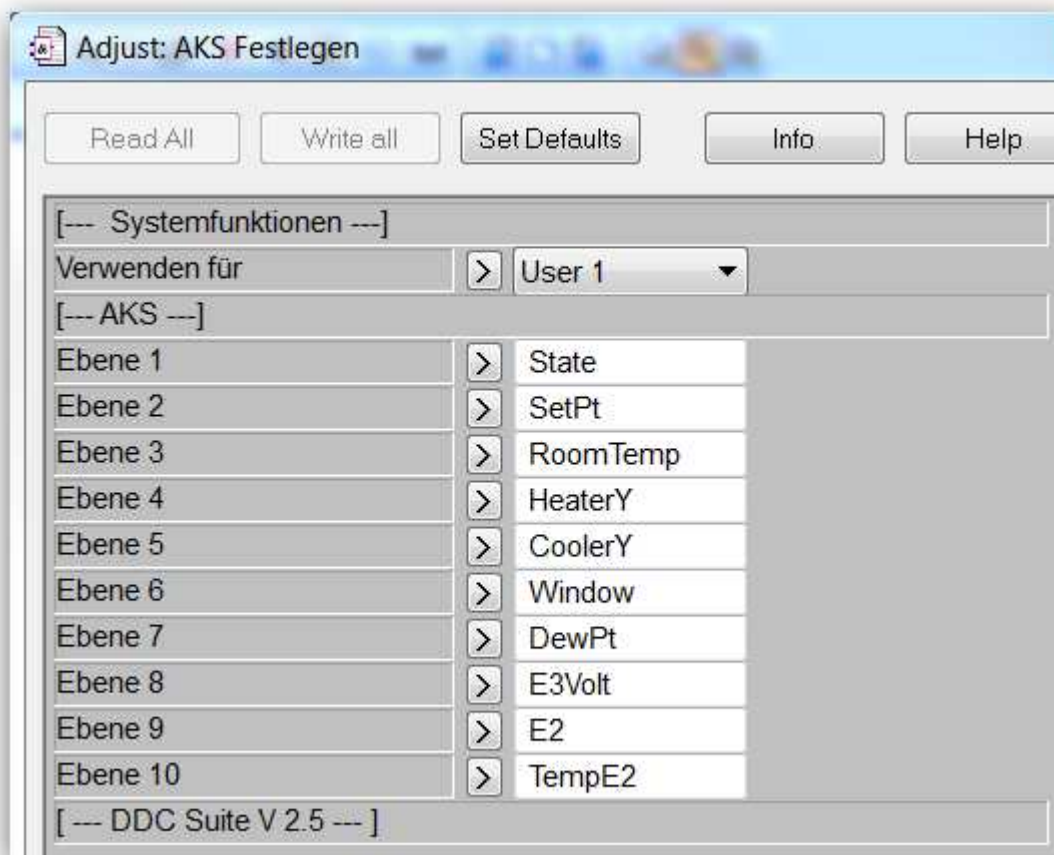 Adjust: AKS Festlegen
Read All Write all Set Defaults Info Help
[--- Systemfunktionen ---]
Verwenden für > User 1
[--- AKS ---]
Ebene 1 > State
Ebene 2 > SetPt
Ebene 3 > RoomTemp
Ebene 4 > HeaterY
Ebene 5 > CoolerY
Ebene 6 > Window
Ebene 7 > DewPt
Ebene 8 > E3Volt
Ebene 9 > E2
Ebene 10 > TempE2
[ --- DDC Suite V 2.5 --- ]